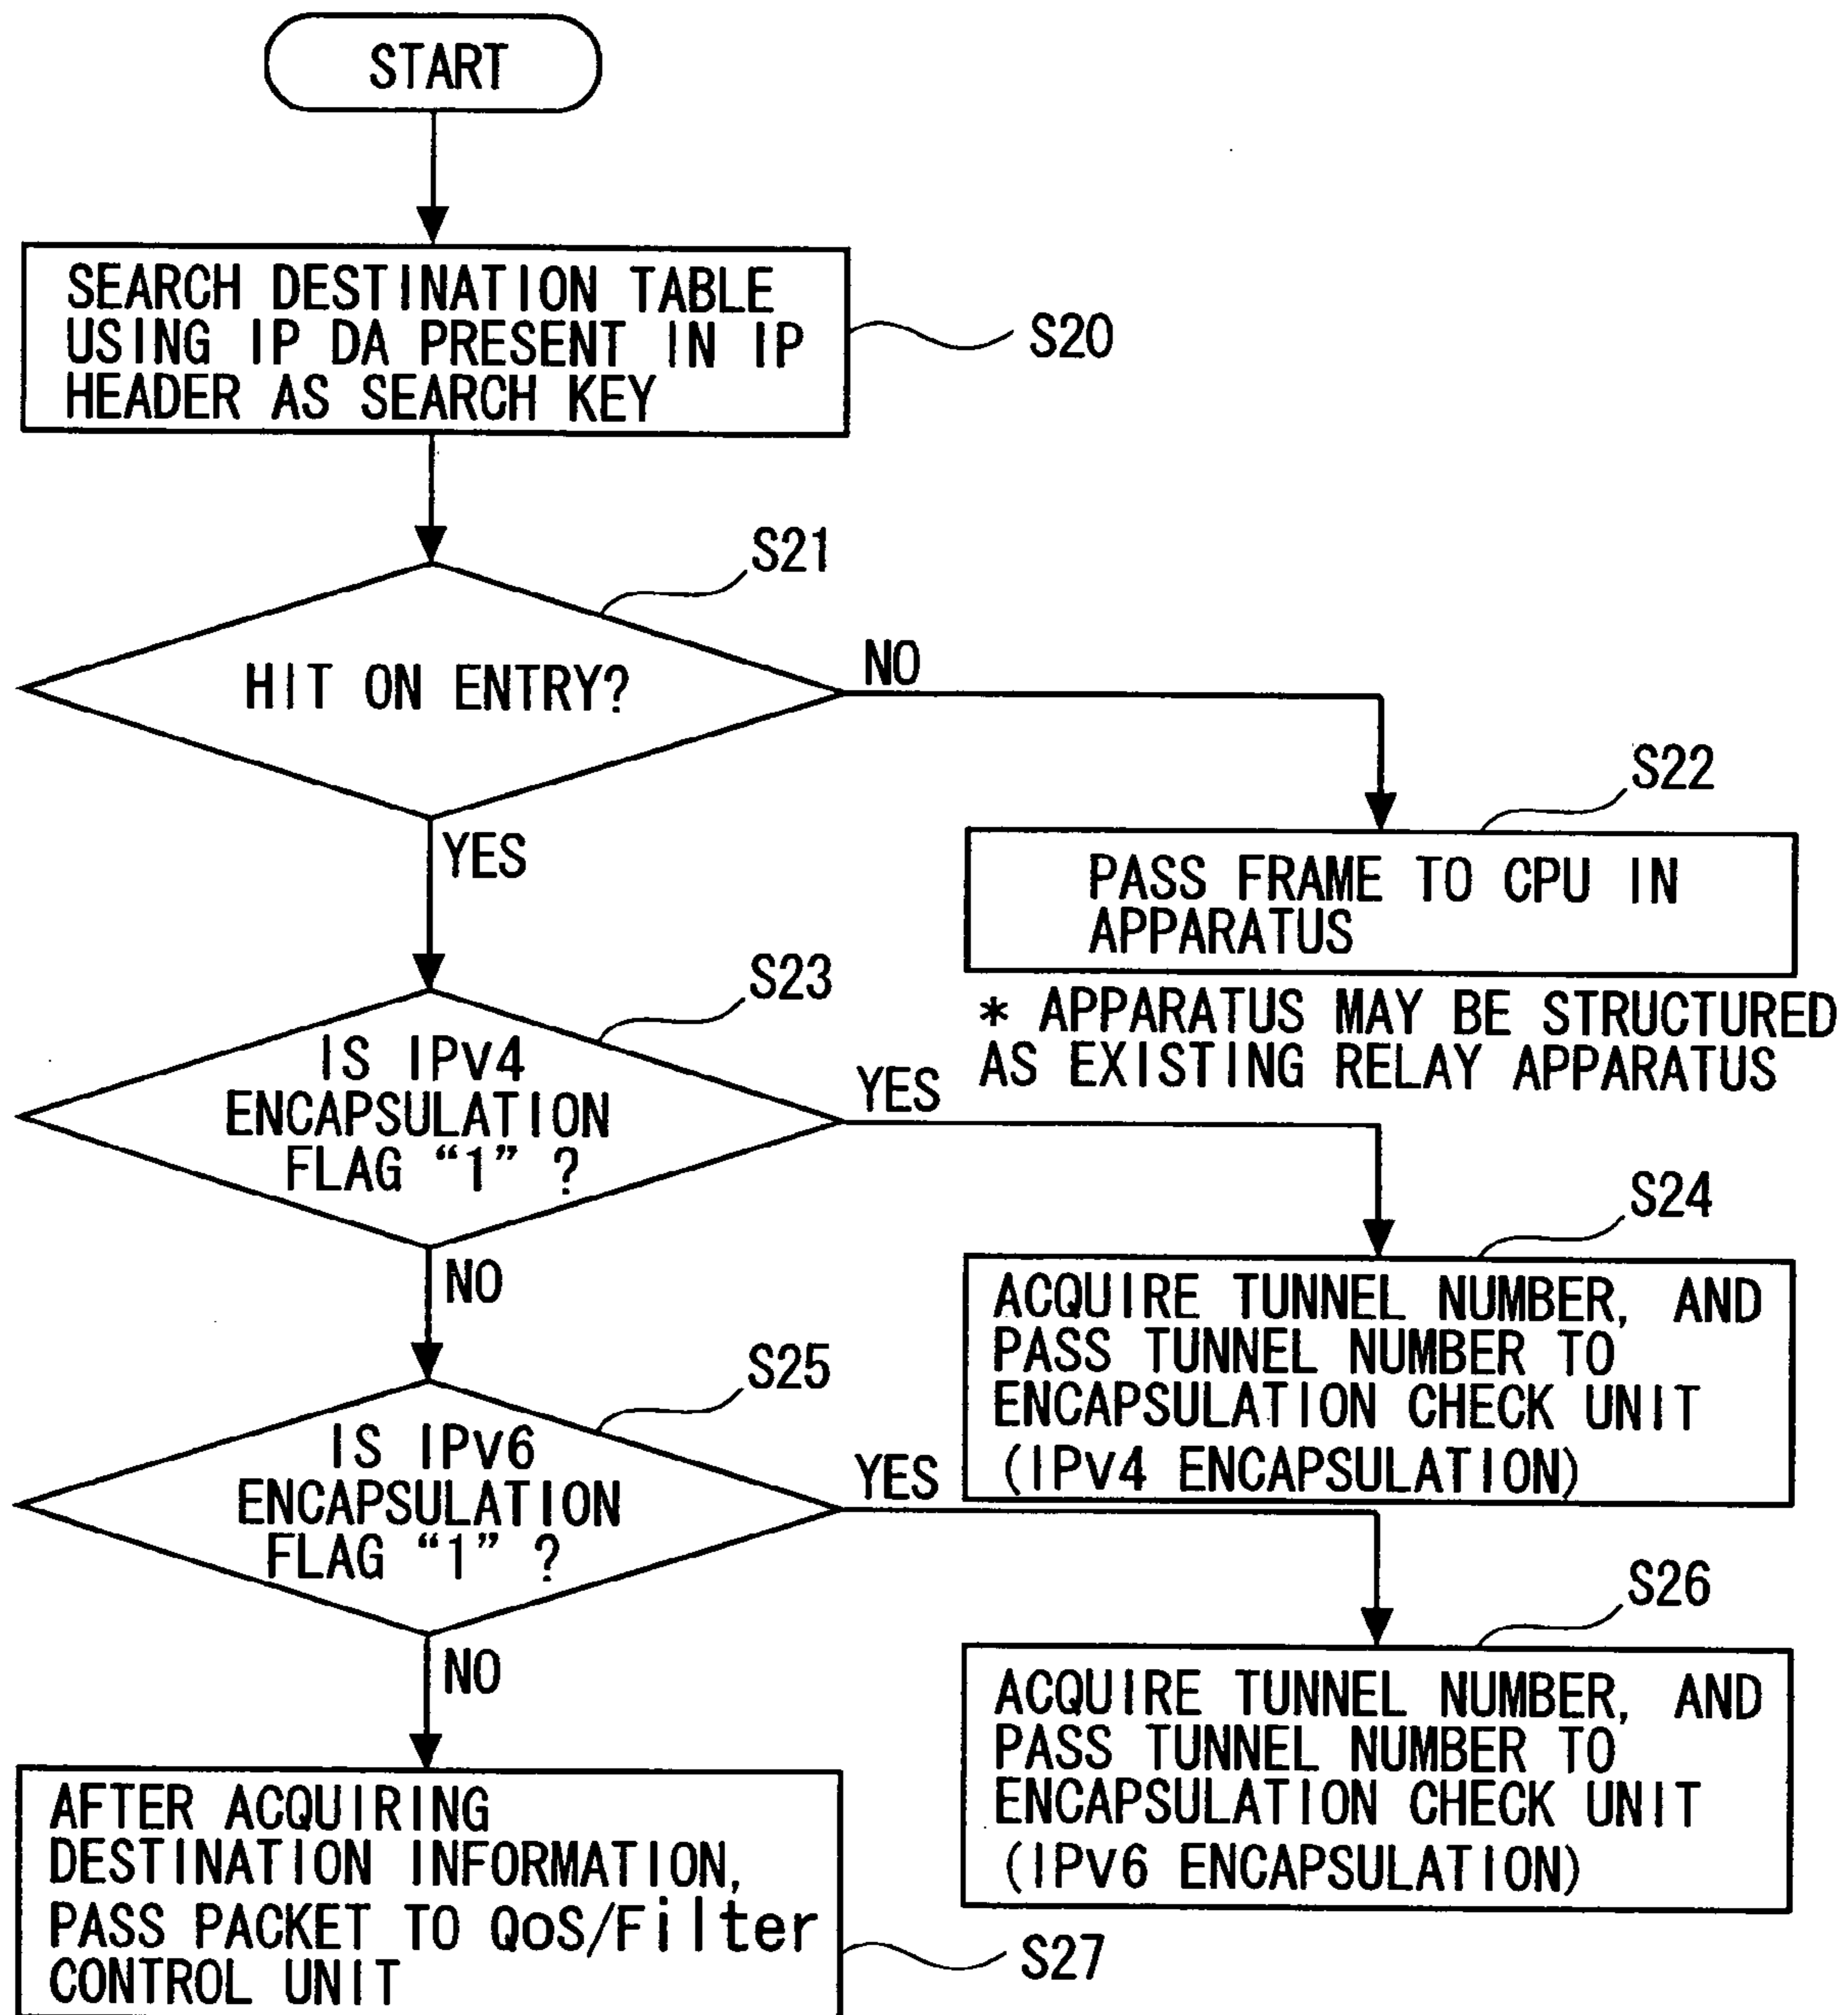 START
SEARCH DESTINATION TABLE
USING IP DA PRESENT IN IP
HEADER AS SEARCH KEY
S20
S21
HIT ON ENTRY?
NO
YES
S22
PASS FRAME TO CPU IN
APPARATUS
* APPARATUS MAY BE STRUCTURED
AS EXISTING RELAY APPARATUS
S23
IS IPv4
ENCAPSULATION
FLAG “1” ?
YES
NO
S24
ACQUIRE TUNNEL NUMBER, AND
PASS TUNNEL NUMBER TO
ENCAPSULATION CHECK UNIT
(IPv4 ENCAPSULATION)
S25
IS IPv6
ENCAPSULATION
FLAG “1” ?
YES
NO
S26
ACQUIRE TUNNEL NUMBER, AND
PASS TUNNEL NUMBER TO
ENCAPSULATION CHECK UNIT
(IPv6 ENCAPSULATION)
AFTER ACQUIRING
DESTINATION INFORMATION,
PASS PACKET TO QoS/Filter
CONTROL UNIT
S27